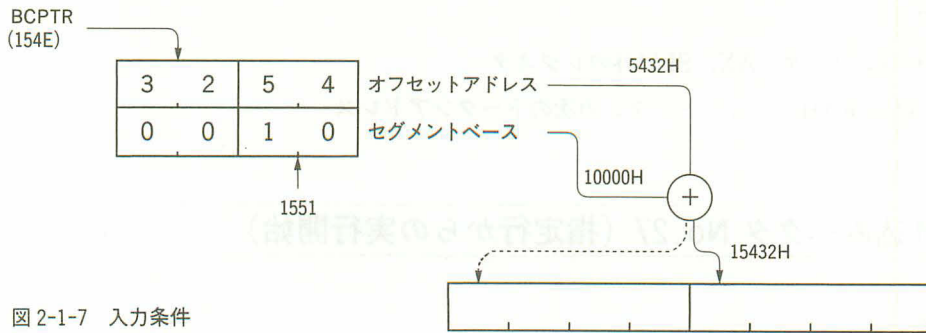 BCPTR
(154E)
3 2 5 4 オフセットアドレス 5432H
0 0 1 0 セグメントベース
10000H
1551
+
15432H
図 2-1-7 入力条件